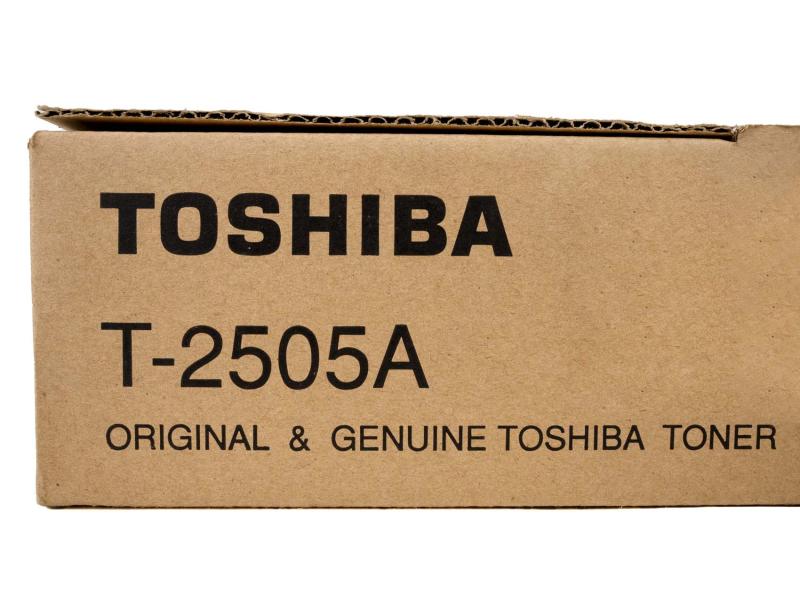 TOSHIBA
T-2505A
ORIGINAL & GENUINE TOSHIBA TONER